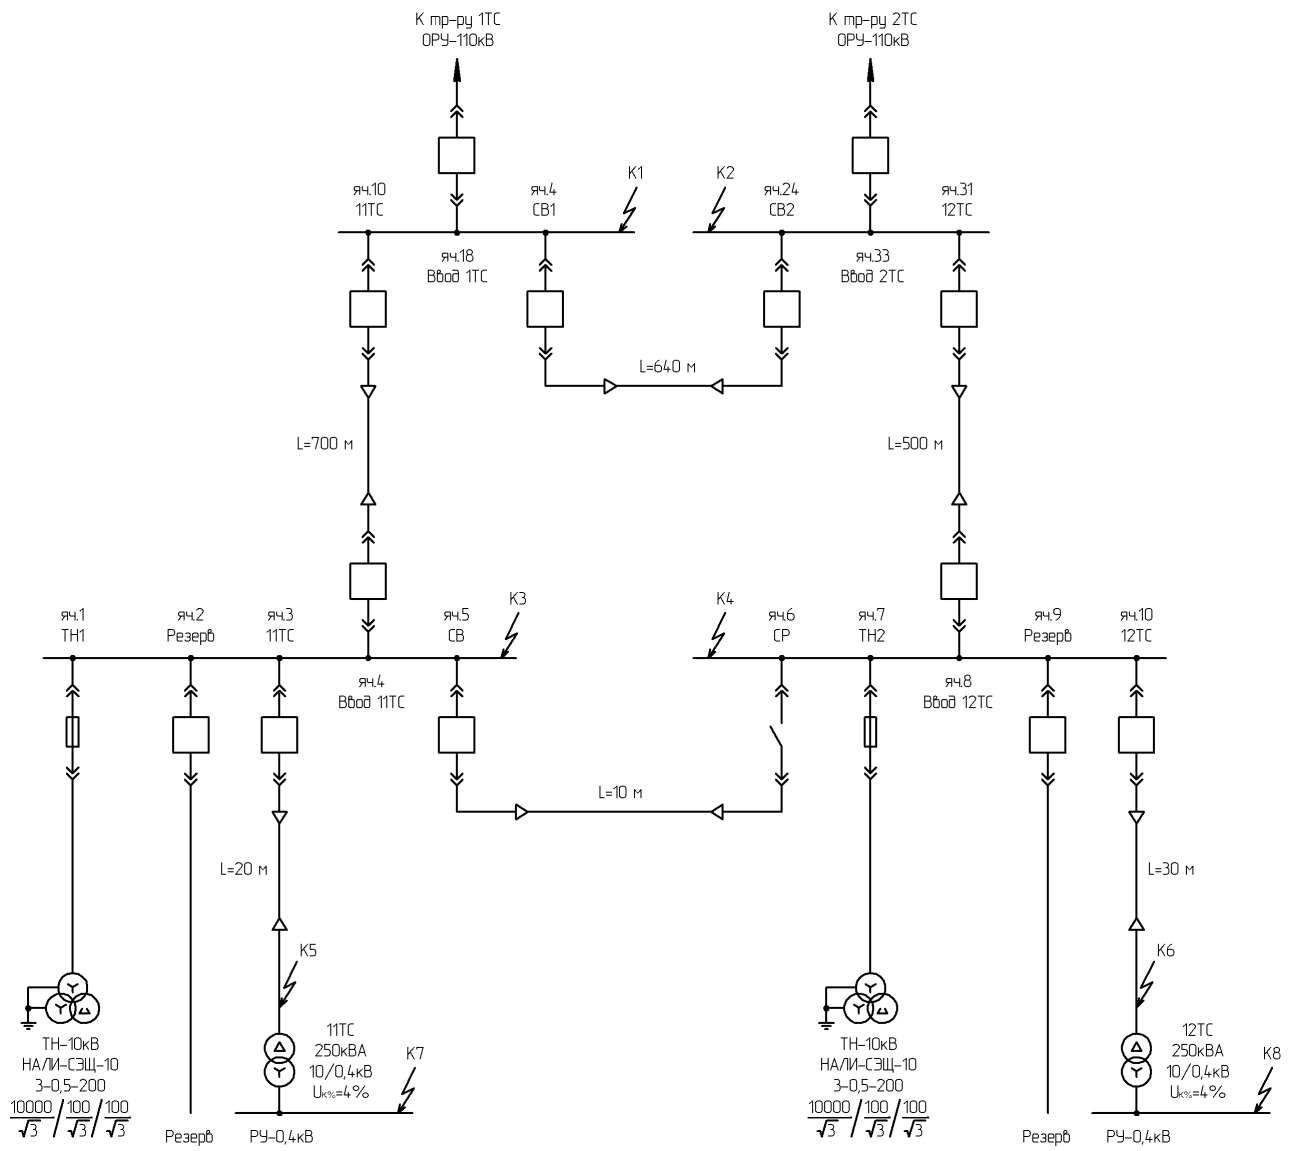 К тр-ру 1ТС
ОРУ-110кВ
К тр-ру 2ТС
ОРУ-110кВ
яч.10
11ТС
яч.4
СВ1
К1
К2
яч.24
СВ2
яч.31
12ТС
яч.18
Ввод 1ТС
яч.33
Ввод 2ТС
L=640 м
L=700 м
L=500 м
яч.1
ТН1
яч.2
Резерв
яч.3
11ТС
яч.5
СВ
К3
К4
яч.6
СР
яч.7
ТН2
яч.9
Резерв
яч.10
12ТС
яч.4
Ввод 11ТС
яч.8
Ввод 12ТС
L=10 м
L=20 м
L=30 м
К5
К6
ТН-10кВ
НАЛИ-СЭЩ-10
3-0,5-200
10000/√3 / 100/√3 / 100/√3
11ТС
250кВА
10/0,4кВ
Uк%=4%
К7
ТН-10кВ
НАЛИ-СЭЩ-10
3-0,5-200
10000/√3 / 100/√3 / 100/√3
12ТС
250кВА
10/0,4кВ
Uк%=4%
К8
Резерв
РУ-0,4кВ
Резерв
РУ-0,4кВ